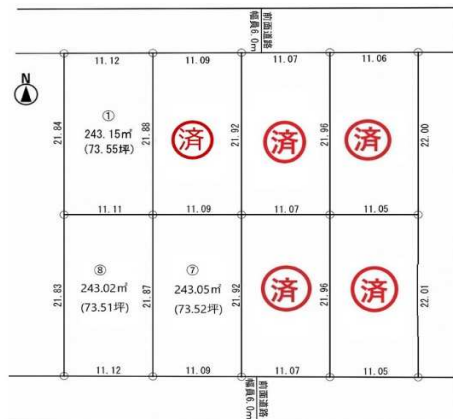 前面道路
幅員6.0m
11.12
11.09
11.07
11.06
N
21.84
①
243.15㎡
(73.55坪)
21.88
済
21.92
済
21.96
済
22.00
11.11
11.09
11.07
11.05
21.83
⑧
243.02㎡
(73.51坪)
21.87
⑦
243.05㎡
(73.52坪)
21.92
済
21.96
済
22.01
11.12
11.09
11.07
11.05
前面道路
幅員6.0m